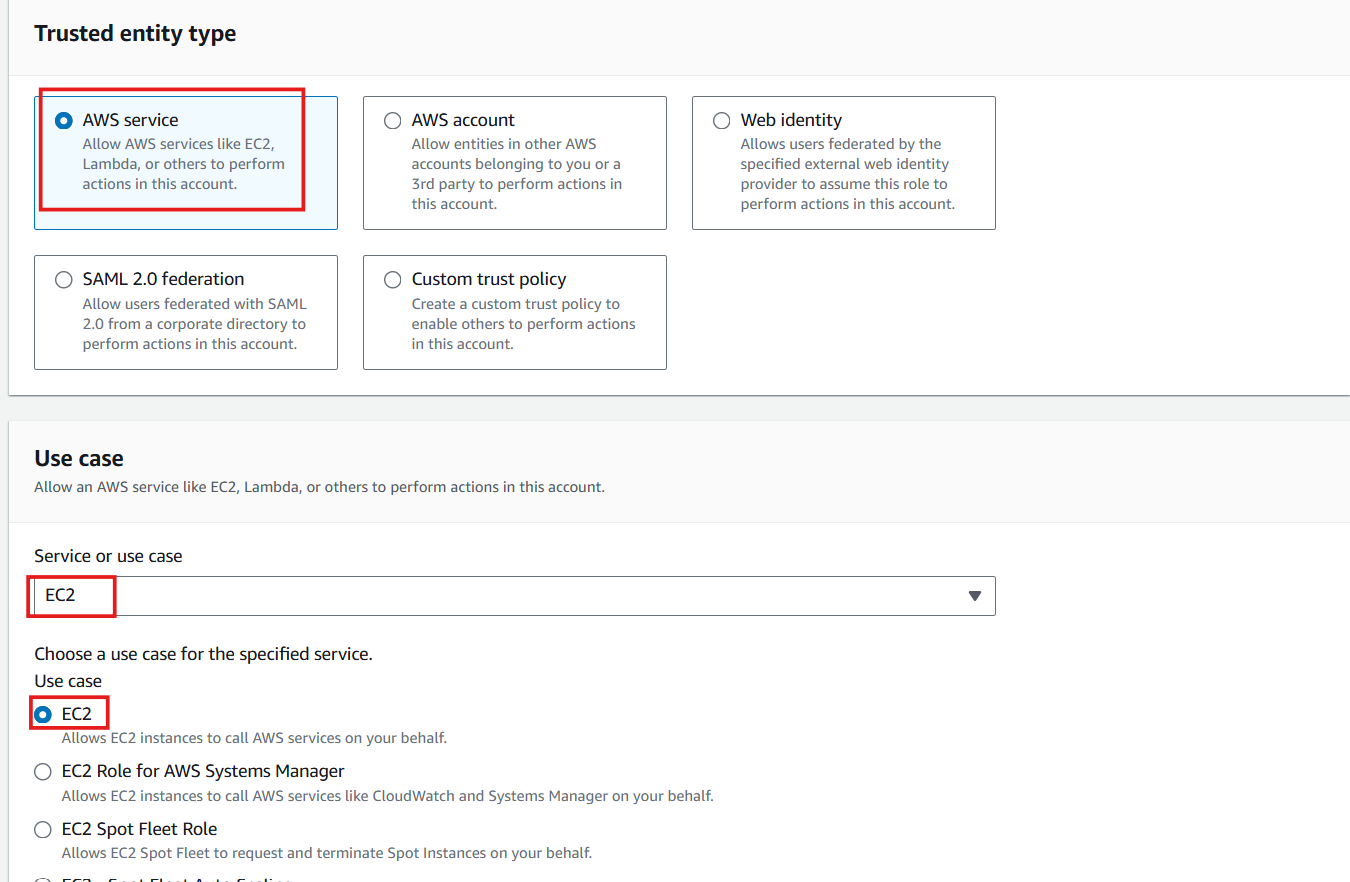 Trusted entity type
AWS service
Allow AWS services like EC2,
Lambda, or others to perform
actions in this account.
AWS account
Allow entities in other AWS
accounts belonging to you or a
3rd party to perform actions in
this account.
Web identity
Allows users federated by the
specified external web identity
provider to assume this role to
perform actions in this account.
SAML 2.0 federation
Allow users federated with SAML
2.0 from a corporate directory to
perform actions in this account.
Custom trust policy
Create a custom trust policy to
enable others to perform actions
in this account.
Use case
Allow an AWS service like EC2, Lambda, or others to perform actions in this account.
Service or use case
EC2
Choose a use case for the specified service.
Use case
EC2
Allows EC2 instances to call AWS services on your behalf.
EC2 Role for AWS Systems Manager
Allows EC2 instances to call AWS services like CloudWatch and Systems Manager on your behalf.
EC2 Spot Fleet Role
Allows EC2 Spot Fleet to request and terminate Spot Instances on your behalf.
EC2 - Spot Fleet Auto Scaling